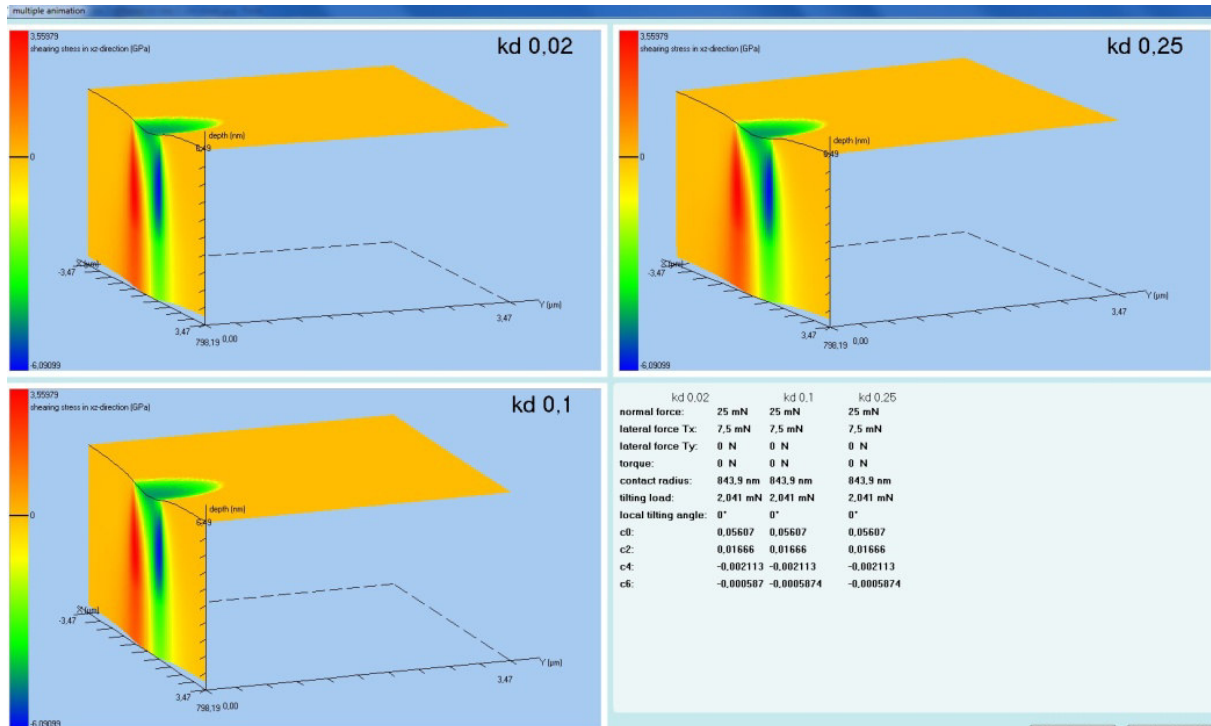 multiple animation
3,55979
shearing stress in xz-direction (GPa)
kd 0,02
0
depth (nm)
6,49
X [µm]
-3,47
3,47
798,19 0,00
3,47
Y [µm]
-6,09099
3,55979
shearing stress in xz-direction (GPa)
kd 0,25
0
depth (nm)
6,49
X [µm]
-3,47
3,47
798,19 0,00
3,47
Y [µm]
-6,09099
3,55979
shearing stress in xz-direction (GPa)
kd 0,1
0
depth (nm)
6,49
X [µm]
-3,47
3,47
798,19 0,00
3,47
Y [µm]
-6,09099
kd 0,02 kd 0,1 kd 0,25
normal force: 25 mN 25 mN 25 mN
lateral force Tx: 7,5 mN 7,5 mN 7,5 mN
lateral force Ty: 0 N 0 N 0 N
torque: 0 N 0 N 0 N
contact radius: 843,9 nm 843,9 nm 843,9 nm
tilting load: 2,041 mN 2,041 mN 2,041 mN
local tilting angle: 0° 0° 0°
c0: 0,05607 0,05607 0,05607
c2: 0,01666 0,01666 0,01666
c4: -0,002113 -0,002113 -0,002113
c6: -0,000587 -0,0005874 -0,0005874